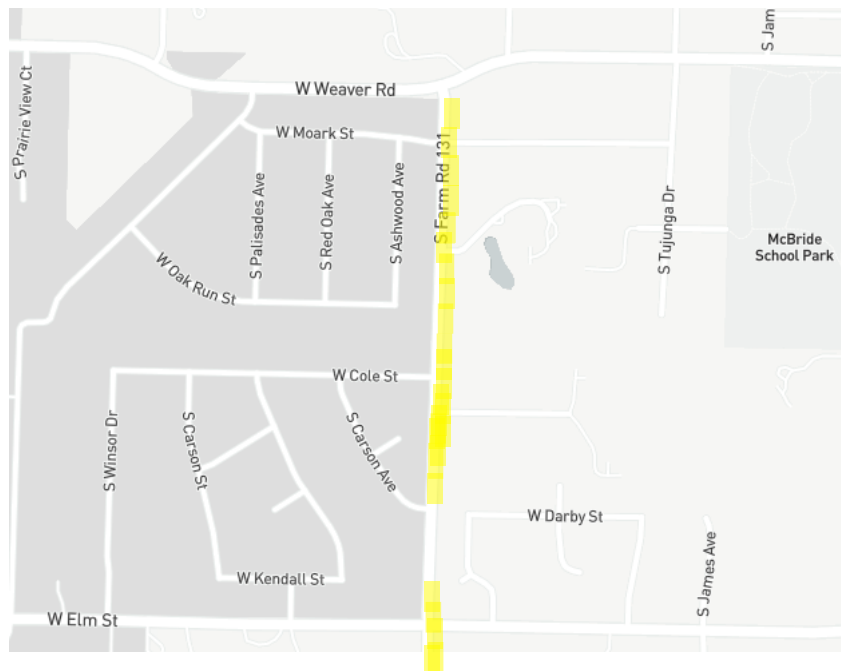 S Jam
W Weaver Rd
S Prairie View Ct
W Moark St
S Farm Rd 131
S Palisades Ave
S Red Oak Ave
S Ashwood Ave
S Tujunga Dr
McBride
School Park
W Oak Run St
W Cole St
S Winsor Dr
S Carson St
S Carson Ave
W Darby St
S James Ave
W Kendall St
W Elm St